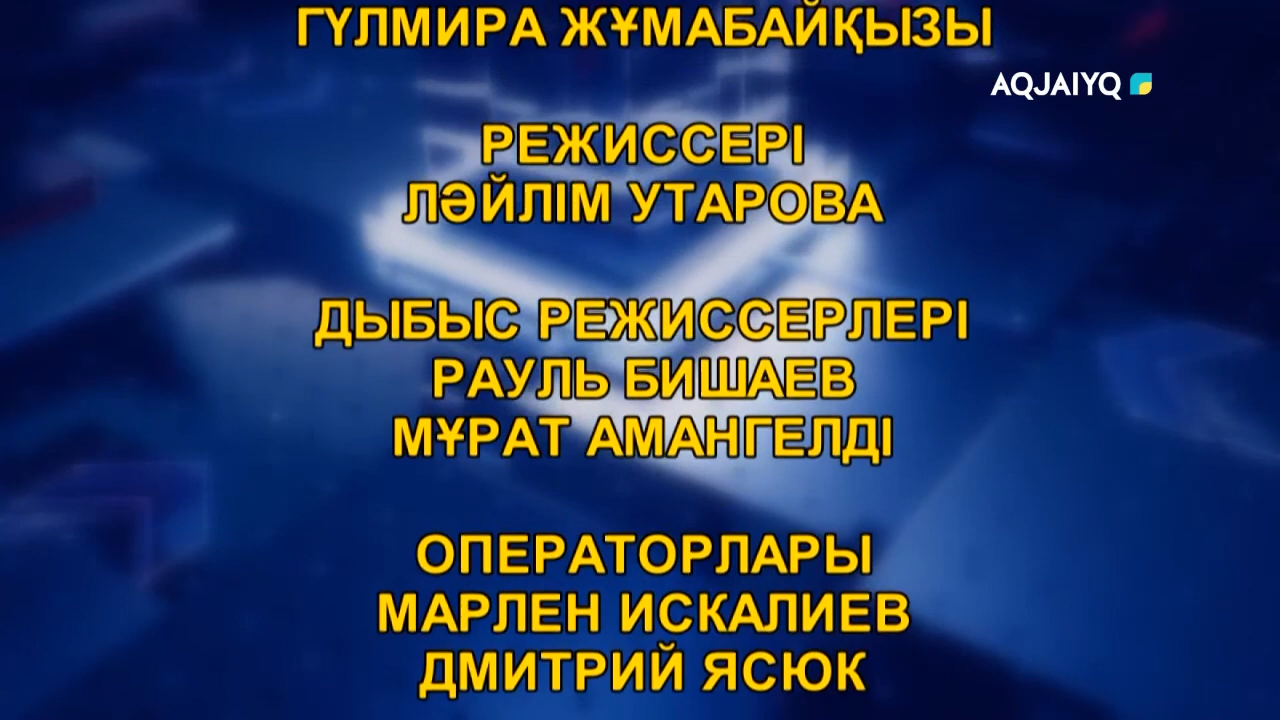 ГҮЛМИРА ЖҰМАБАЙҚЫЗЫ
AQJAIYQ
РЕЖИССЕРІ
ЛӘЙЛІМ УТАРОВА
ДЫБЫС РЕЖИССЕРЛЕРІ
РАУЛЬ БИШАЕВ
МҰРАТ АМАНГЕЛДІ
ОПЕРАТОРЛАРЫ
МАРЛЕН ИСКАЛИЕВ
ДМИТРИЙ ЯСЮК